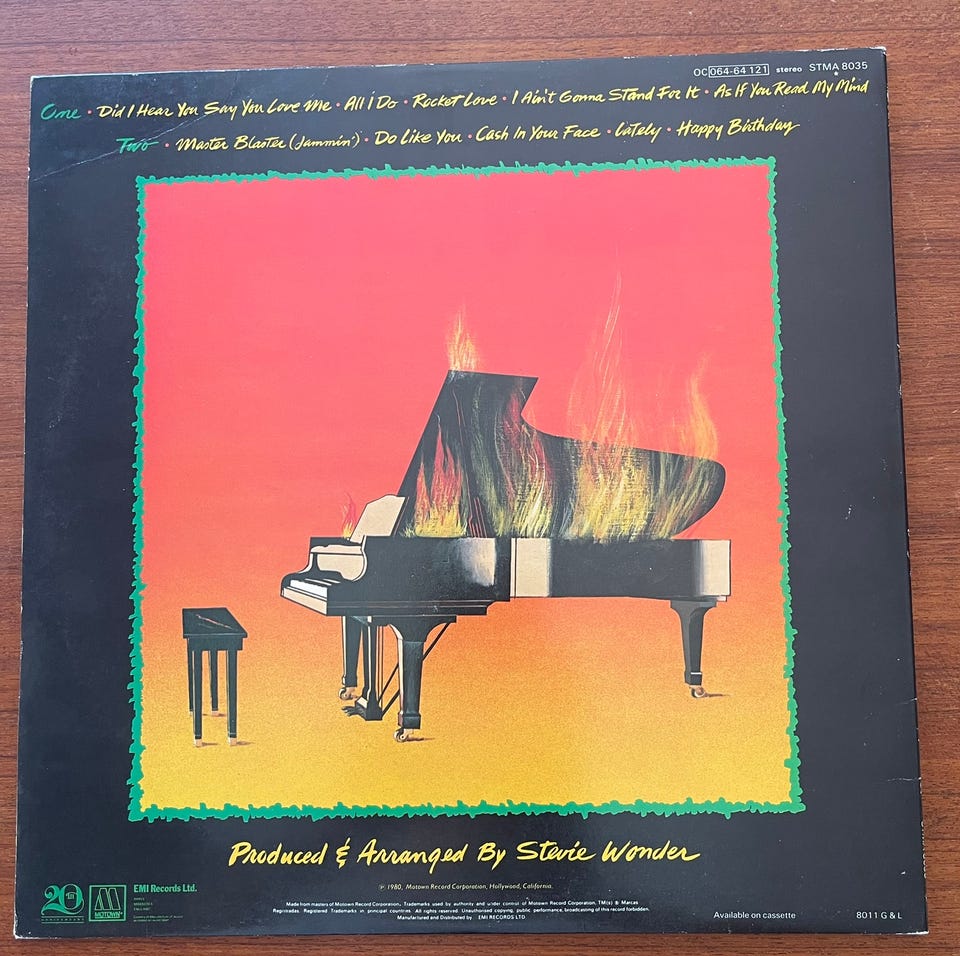 OC 064-64 121 stereo STMA 8035
One • Did I Hear You Say You Love Me • All I Do • Rocket Love • I Ain't Gonna Stand For It • As If You Read My Mind
Two • Master Blaster (Jammin') • Do Like You • Cash In Your Face • Lately • Happy Birthday
Produced & Arranged By Stevie Wonder
℗ 1980, Motown Record Corporation, Hollywood, California.
20th ANNIVERSARY MOTOWN® EMI Records Ltd.
Made from masters of Motown Record Corporation. Trademarks used by authority and under control of Motown Record Corporation, TM(s) ® Marcas
Registradas. Registered Trademarks in principal countries. All rights reserved. Unauthorised copying, public performance, broadcasting of this record forbidden.
Manufactured and Distributed by EMI RECORDS LTD.
Available on cassette 8011 G & L